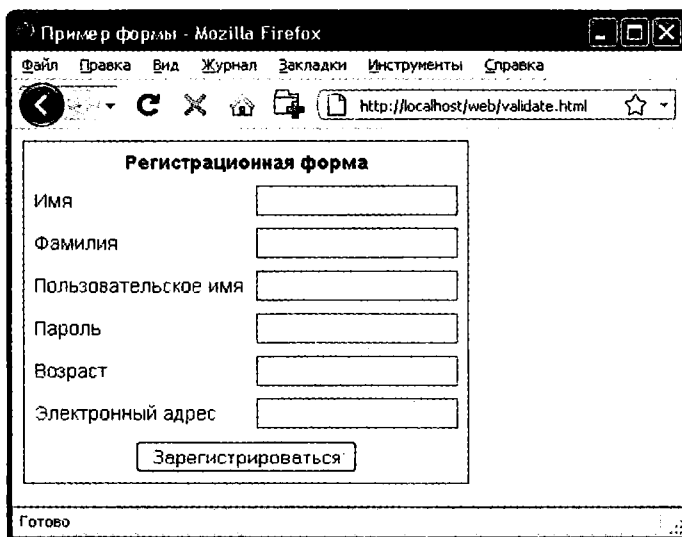 Пример формы - Mozilla Firefox
Файл Правка Вид Журнал Закладки Инструменты Справка
http://localhost/web/validate.html
Регистрационная форма
Имя
Фамилия
Пользовательское имя
Пароль
Возраст
Электронный адрес
Зарегистрироваться
Готово